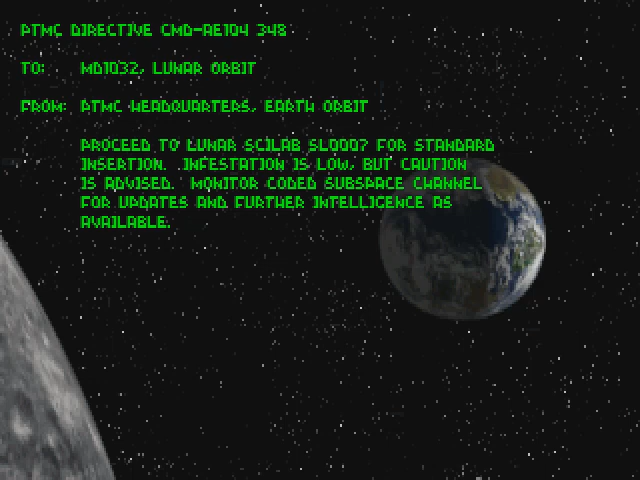 PTMC DIRECTIVE CMD-AE104 348
TO: MD1032, LUNAR ORBIT
FROM: PTMC HEADQUARTERS, EARTH ORBIT
PROCEED TO LUNAR SCILAB SL0007 FOR STANDARD
INSERTION. INFESTATION IS LOW, BUT CAUTION
IS ADVISED. MONITOR CODED SUBSPACE CHANNEL
FOR UPDATES AND FURTHER INTELLIGENCE AS
AVAILABLE.